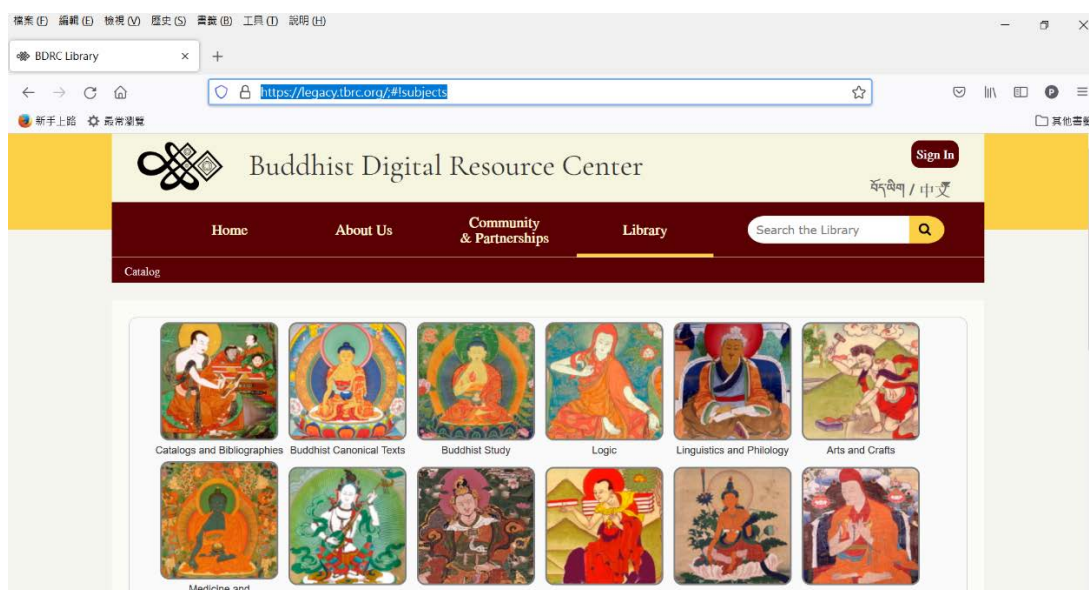 檔案(F) 編輯(E) 檢視(V) 歷史(S) 書籤(B) 工具(T) 說明(H)
BDRC Library
https://legacy.tbrc.org/;#!subjects
新手上路 最常瀏覽
其他書籤
Buddhist Digital Resource Center
Sign In
བོད་ཡིག / 中文
Home About Us Community & Partnerships Library Search the Library
Catalog
Catalogs and Bibliographies Buddhist Canonical Texts Buddhist Study Logic Linguistics and Philology Arts and Crafts
Medicine and